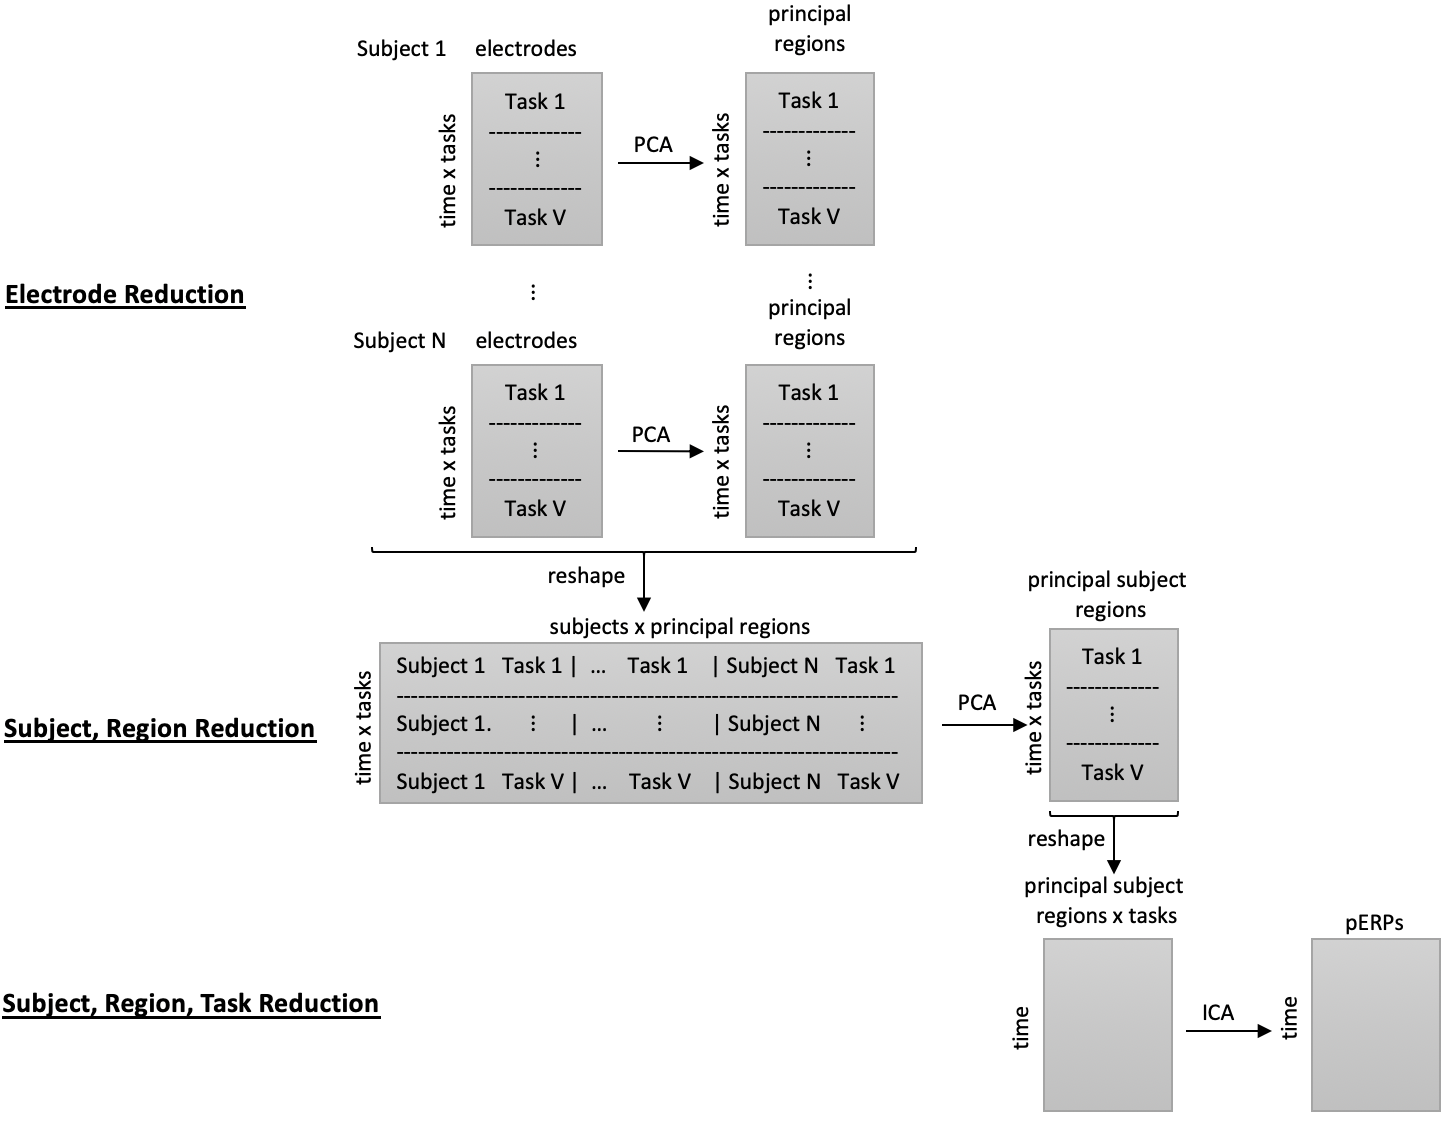 principal
regions
Subject 1 electrodes
time x tasks
Task 1
-------------
⋮
-------------
Task V
PCA
time x tasks
Task 1
-------------
⋮
-------------
Task V
Electrode Reduction
⋮
⋮
principal
regions
Subject N electrodes
time x tasks
Task 1
-------------
⋮
-------------
Task V
PCA
time x tasks
Task 1
-------------
⋮
-------------
Task V
reshape
subjects x principal regions
Subject, Region Reduction
time x tasks
Subject 1 Task 1 | ... Task 1 | Subject N Task 1
Subject 1. ⋮ | ... ⋮ | Subject N ⋮
Subject 1 Task V | ... Task V | Subject N Task V
PCA
principal subject
regions
time x tasks
Task 1
-------------
⋮
-------------
Task V
reshape
principal subject
regions x tasks
Subject, Region, Task Reduction
time
ICA
pERPs
time